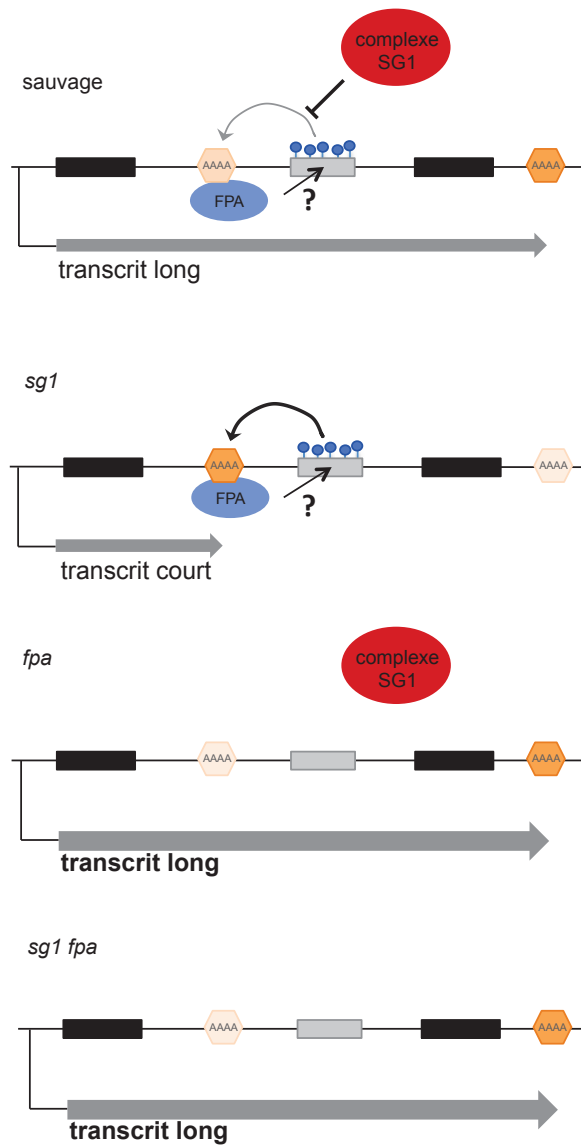 complexe
SG1
sauvage
AAAA
AAAA
FPA
?
transcrit long
sg1
AAAA
AAAA
FPA
?
transcrit court
fpa
complexe
SG1
AAAA
AAAA
transcrit long
sg1 fpa
AAAA
AAAA
transcrit long